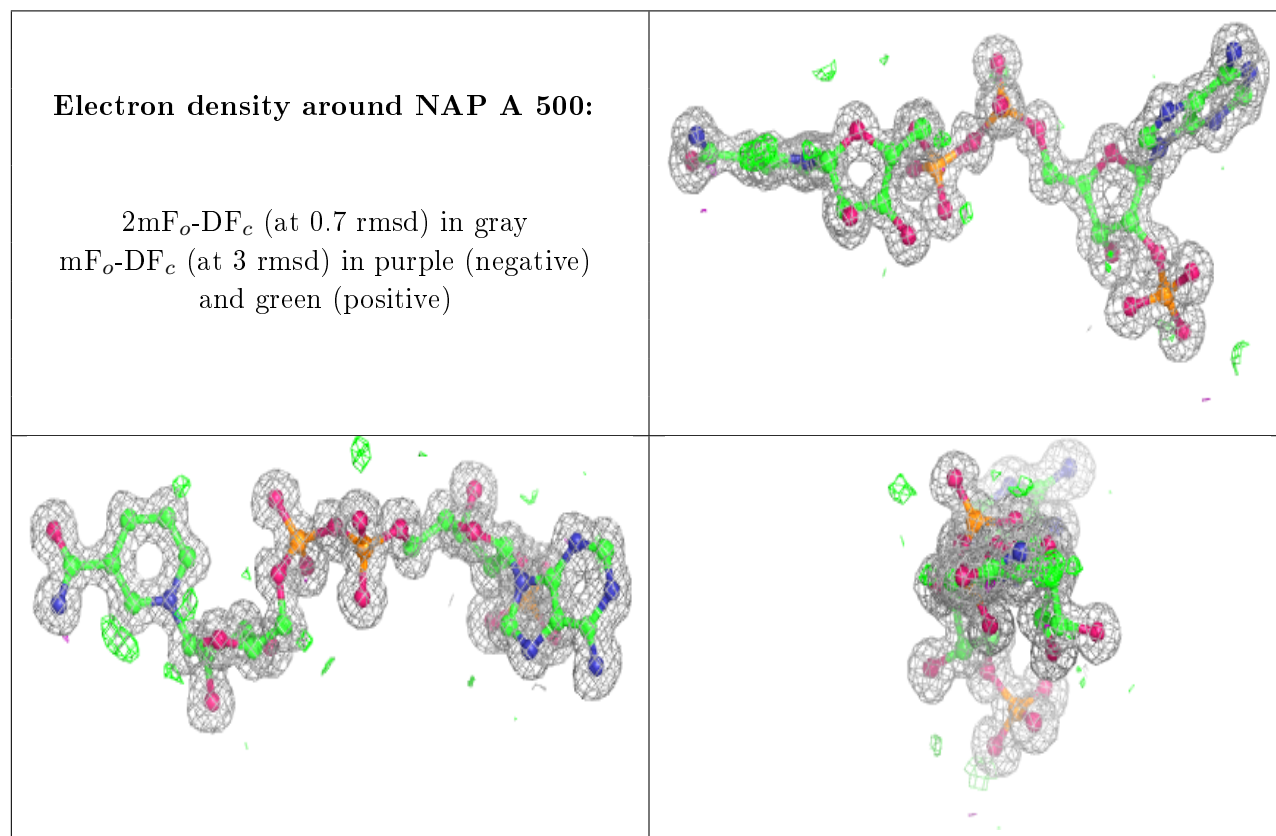 Electron density around NAP A 500:
2mFₒ-DF𝒸 (at 0.7 rmsd) in gray
mFₒ-DF𝒸 (at 3 rmsd) in purple (negative)
and green (positive)